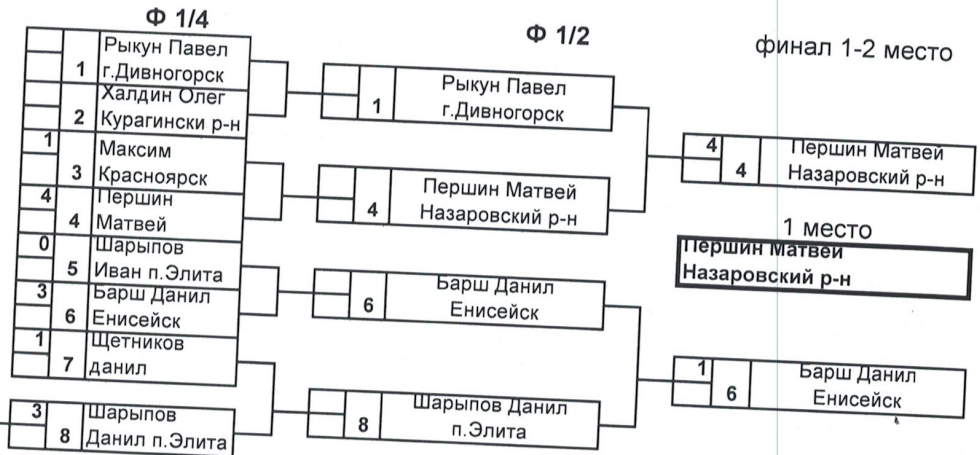 Ф 1/4
Ф 1/2
финал 1-2 место
1
Рыкун Павел
г.Дивногорск
2
Халдин Олег
Курагински р-н
1
3
Максим
Красноярск
4
4
Першин
Матвей
0
5
Шарыпов
Иван п.Элита
3
6
Барш Данил
Енисейск
1
7
Щетников
данил
3
8
Шарыпов
Данил п.Элита
1
Рыкун Павел
г.Дивногорск
4
Першин Матвей
Назаровский р-н
6
Барш Данил
Енисейск
8
Шарыпов Данил
п.Элита
4
4
Першин Матвей
Назаровский р-н
1 место
Першин Матвей
Назаровский р-н
1
6
Барш Данил
Енисейск